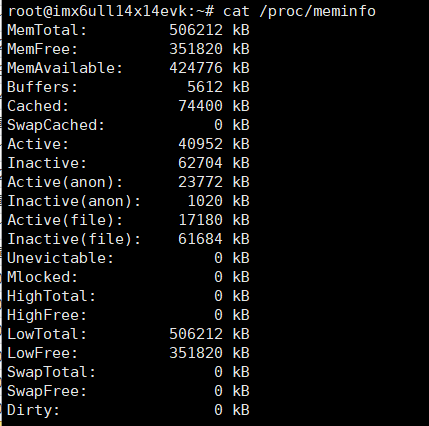 root@imx6ull14x14evk:~# cat /proc/meminfo
MemTotal:         506212 kB
MemFree:          351820 kB
MemAvailable:     424776 kB
Buffers:            5612 kB
Cached:            74400 kB
SwapCached:            0 kB
Active:            40952 kB
Inactive:          62704 kB
Active(anon):      23772 kB
Inactive(anon):     1020 kB
Active(file):      17180 kB
Inactive(file):    61684 kB
Unevictable:           0 kB
Mlocked:               0 kB
HighTotal:             0 kB
HighFree:              0 kB
LowTotal:         506212 kB
LowFree:          351820 kB
SwapTotal:             0 kB
SwapFree:              0 kB
Dirty:                 0 kB